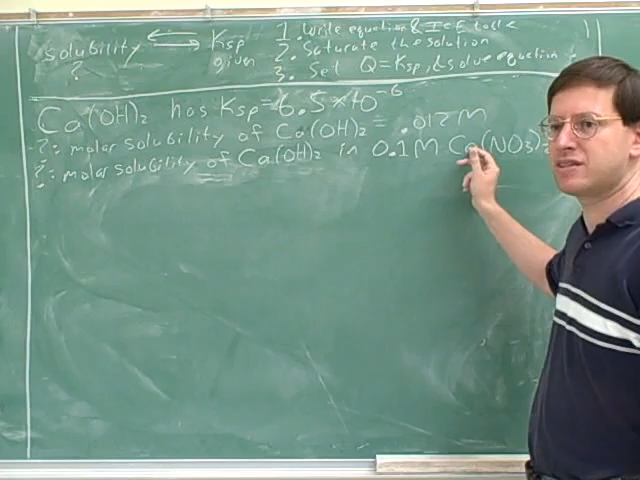 solubility ⇌ Ksp 1. Write equation & ICE table
? given 2. Saturate the solution
3. Set Q=Ksp, & solve equation
Ca(OH)₂ has Ksp=6.5×10⁻⁶
?: molar solubility of Ca(OH)₂ = .012 M
?: molar solubility of Ca(OH)₂ in 0.1M Ca(NO3)₂